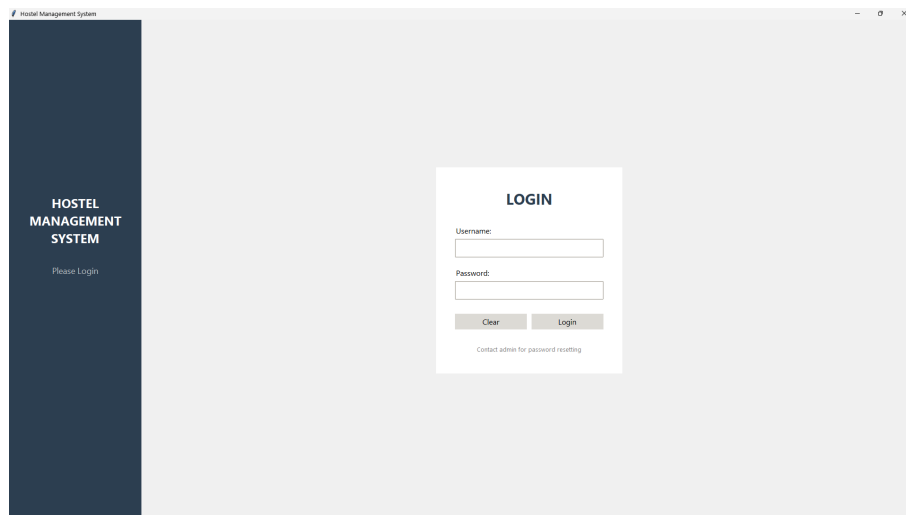 Hostel Management System
HOSTEL
MANAGEMENT
SYSTEM
Please Login
LOGIN
Username:
Password:
Clear
Login
Contact admin for password resetting